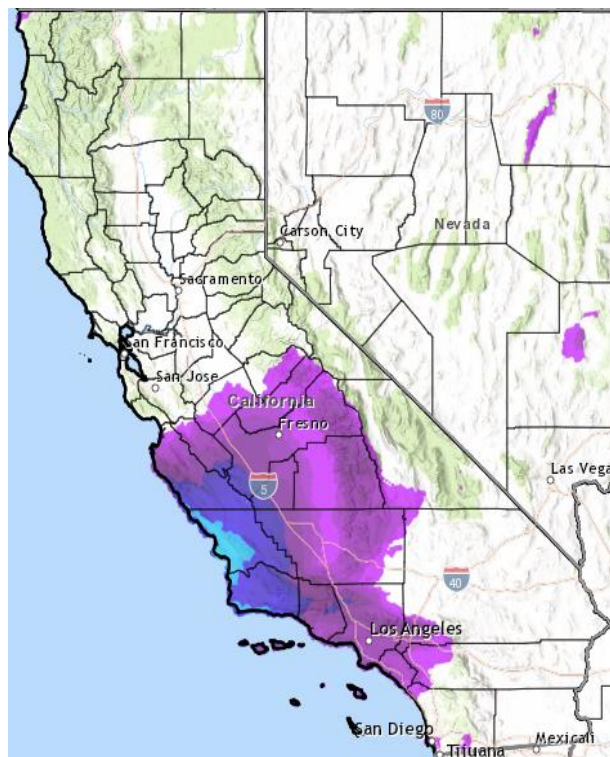 80
Carson City
Nevada
Sacramento
San Francisco
San Jose
California
Fresno
5
Las Vega
40
Los Angeles
San Diego
Mexicali
Tijuana